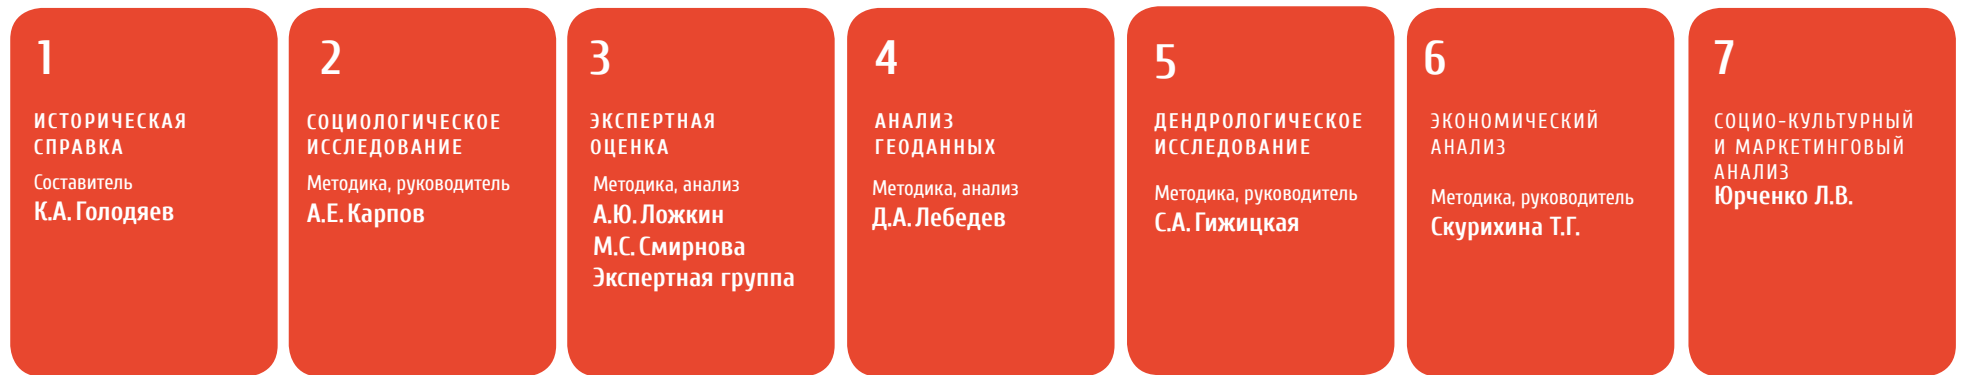 1
ИСТОРИЧЕСКАЯ
СПРАВКА
Составитель
К.А. Голодяев
2
СОЦИОЛОГИЧЕСКОЕ
ИССЛЕДОВАНИЕ
Методика, руководитель
А.Е. Карпов
3
ЭКСПЕРТНАЯ
ОЦЕНКА
Методика, анализ
А.Ю. Ложкин
М.С. Смирнова
Экспертная группа
4
АНАЛИЗ
ГЕОДАННЫХ
Методика, анализ
Д.А. Лебедев
5
ДЕНДРОЛОГИЧЕСКОЕ
ИССЛЕДОВАНИЕ
Методика, руководитель
С.А. Гижицкая
6
ЭКОНОМИЧЕСКИЙ
АНАЛИЗ
Методика, руководитель
Скурихина Т.Г.
7
СОЦИО-КУЛЬТУРНЫЙ
И МАРКЕТИНГОВЫЙ
АНАЛИЗ
Юрченко Л.В.